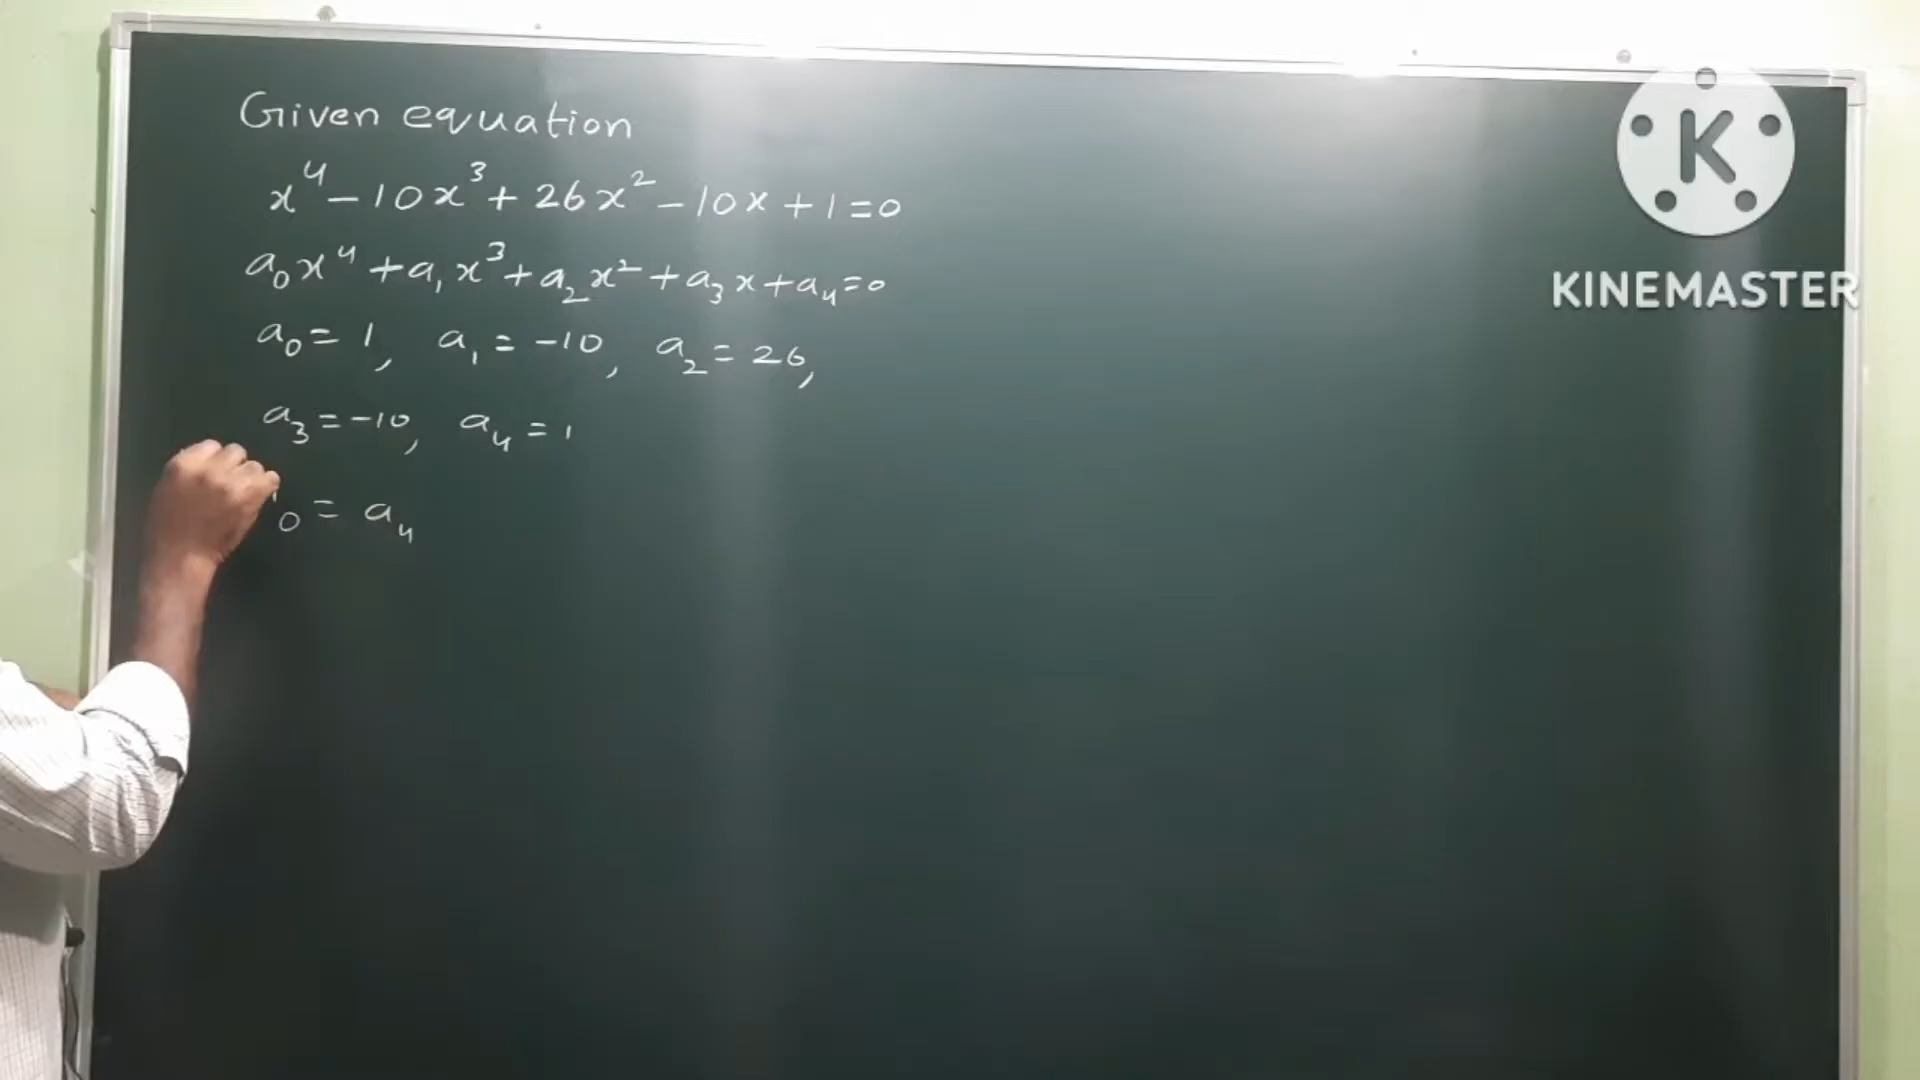 Given equation
x⁴ - 10x³ + 26x² - 10x + 1 = 0
a₀x⁴ + a₁x³ + a₂x² + a₃x + a₄ = 0
a₀ = 1, a₁ = -10, a₂ = 26,
a₃ = -10, a₄ = 1
₀ = a₄
K
KINEMASTER